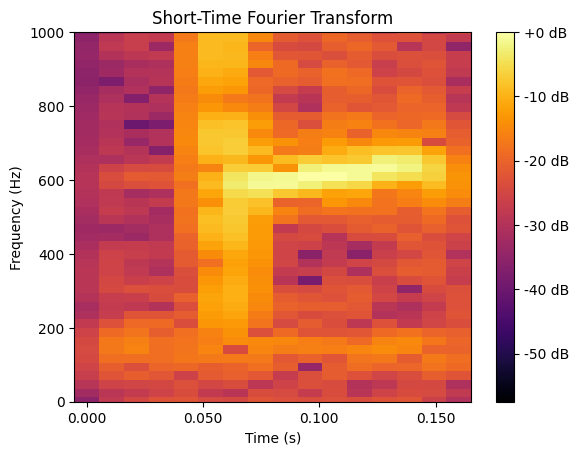 Short-Time Fourier Transform
1000
800
600
400
200
0
Frequency (Hz)
0.000
0.050
0.100
0.150
Time (s)
+0 dB
-10 dB
-20 dB
-30 dB
-40 dB
-50 dB